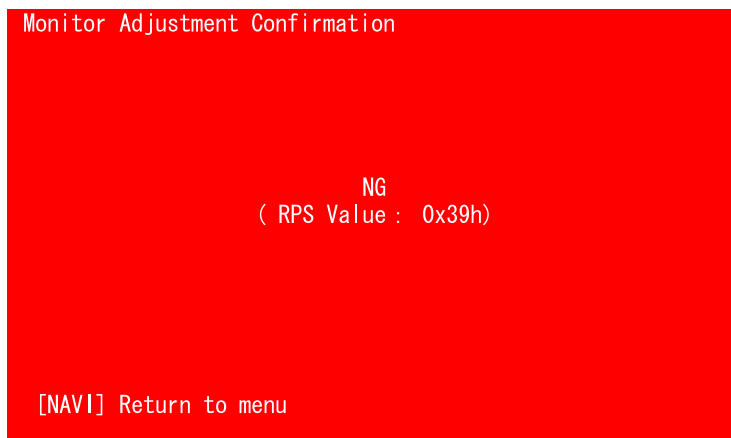 Monitor Adjustment Confirmation
NG
( RPS Value : 0x39h)
[NAVI] Return to menu